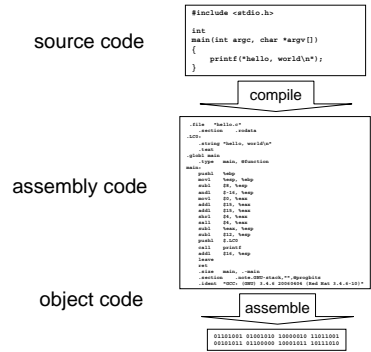 source code
#include <stdio.h>
int
main(int argc, char *argv[])
{
printf("hello, world\n");
}
compile
.file "hello.c"
.section .rodata
.LC0:
.string "hello, world\n"
.text
.globl main
.type main, @function
main:
pushl %ebp
movl %esp, %ebp
subl $8, %esp
andl $-16, %esp
movl $0, %eax
addl $15, %eax
addl $15, %eax
shrl $4, %eax
sall $4, %eax
subl %eax, %esp
subl $12, %esp
pushl $.LC0
call printf
addl $16, %esp
leave
ret
.size main, .-main
.section .note.GNU-stack,"",@progbits
.ident "GCC: (GNU) 3.4.6 20060404 (Red Hat 3.4.6-10)"
assembly code
object code
assemble
01101001 01001010 10000010 11011001
00101011 01100000 10001011 10111010